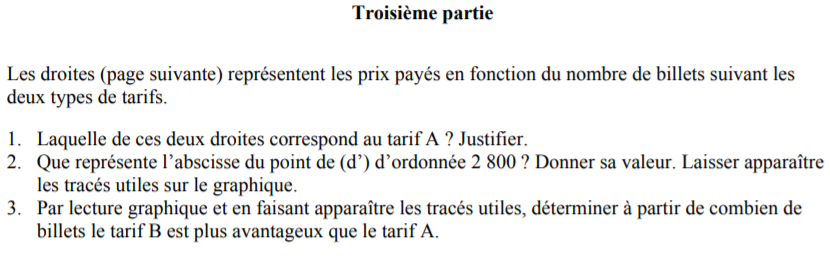 Troisième partie
Les droites (page suivante) représentent les prix payés en fonction du nombre de billets suivant les
deux types de tarifs.
1. Laquelle de ces deux droites correspond au tarif A ? Justifier.
2. Que représente l’abscisse du point de (d’) d’ordonnée 2 800 ? Donner sa valeur. Laisser apparaître
les tracés utiles sur le graphique.
3. Par lecture graphique et en faisant apparaître les tracés utiles, déterminer à partir de combien de
billets le tarif B est plus avantageux que le tarif A.